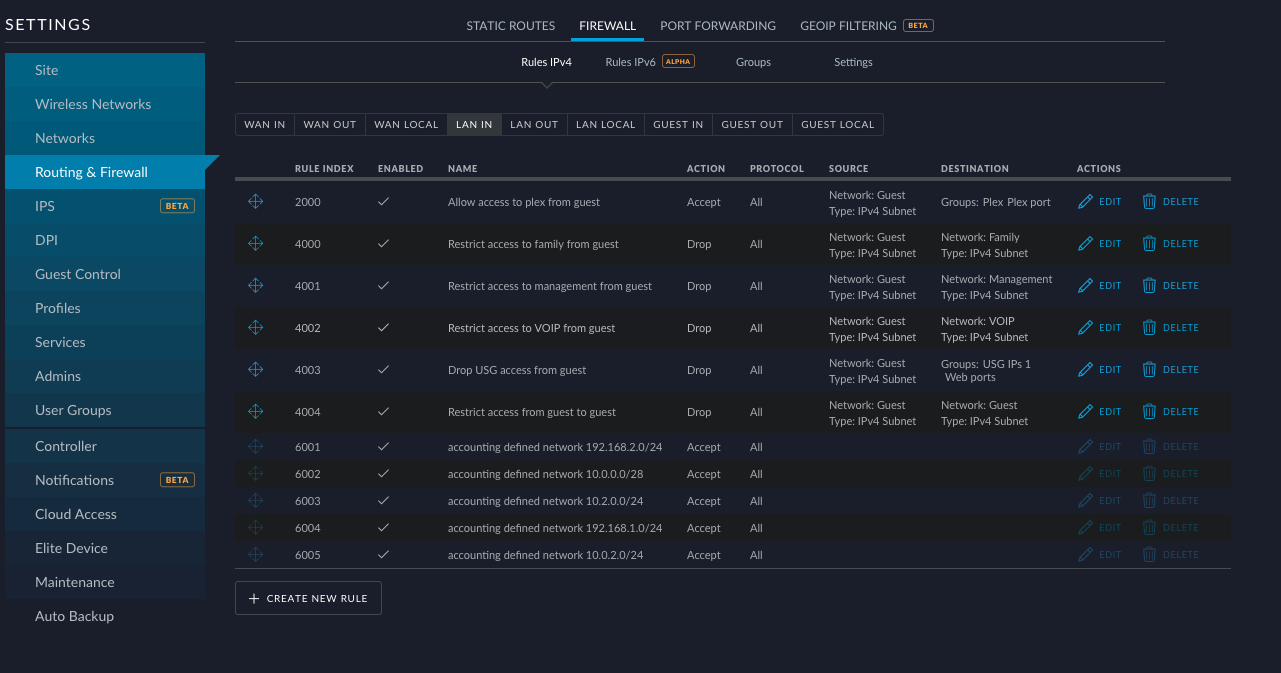 SETTINGS
Site
Wireless Networks
Networks
Routing & Firewall
IPS BETA
DPI
Guest Control
Profiles
Services
Admins
User Groups
Controller
Notifications BETA
Cloud Access
Elite Device
Maintenance
Auto Backup
STATIC ROUTES FIREWALL PORT FORWARDING GEOIP FILTERING BETA
Rules IPv4 Rules IPv6 ALPHA Groups Settings
WAN IN WAN OUT WAN LOCAL LAN IN LAN OUT LAN LOCAL GUEST IN GUEST OUT GUEST LOCAL
RULE INDEX ENABLED NAME ACTION PROTOCOL SOURCE DESTINATION ACTIONS
2000 Allow access to plex from guest Accept All Network: Guest Groups: Plex Plex port EDIT DELETE
Type: IPv4 Subnet
4000 Restrict access to family from guest Drop All Network: Guest Network: Family EDIT DELETE
Type: IPv4 Subnet Type: IPv4 Subnet
4001 Restrict access to management from guest Drop All Network: Guest Network: Management EDIT DELETE
Type: IPv4 Subnet Type: IPv4 Subnet
4002 Restrict access to VOIP from guest Drop All Network: Guest Network: VOIP EDIT DELETE
Type: IPv4 Subnet Type: IPv4 Subnet
4003 Drop USG access from guest Drop All Network: Guest Groups: USG IPs 1 EDIT DELETE
Type: IPv4 Subnet Web ports
4004 Restrict access from guest to guest Drop All Network: Guest Network: Guest EDIT DELETE
Type: IPv4 Subnet Type: IPv4 Subnet
6001 accounting defined network 192.168.2.0/24 Accept All EDIT DELETE
6002 accounting defined network 10.0.0.0/28 Accept All EDIT DELETE
6003 accounting defined network 10.2.0.0/24 Accept All EDIT DELETE
6004 accounting defined network 192.168.1.0/24 Accept All EDIT DELETE
6005 accounting defined network 10.0.2.0/24 Accept All EDIT DELETE
+ CREATE NEW RULE